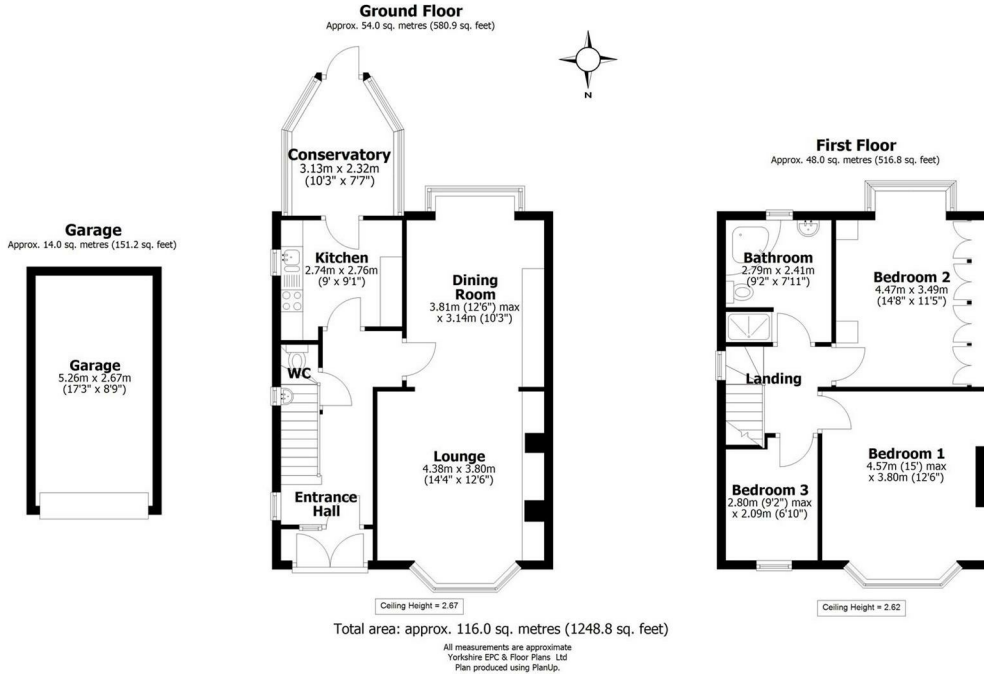 Ground Floor
Approx. 54.0 sq. metres (580.9 sq. feet)
N
Conservatory
3.13m x 2.32m
(10'3" x 7'7")
Kitchen
2.74m x 2.76m
(9' x 9'1")
Dining
Room
3.81m (12'6") max
x 3.14m (10'3")
WC
Lounge
4.38m x 3.80m
(14'4" x 12'6")
Entrance
Hall
Ceiling Height = 2.67
Garage
Approx. 14.0 sq. metres (151.2 sq. feet)
Garage
5.26m x 2.67m
(17'3" x 8'9")
First Floor
Approx. 48.0 sq. metres (516.8 sq. feet)
Bathroom
2.79m x 2.41m
(9'2" x 7'11")
Bedroom 2
4.47m x 3.49m
(14'8" x 11'5")
Landing
Bedroom 1
4.57m (15') max
x 3.80m (12'6")
Bedroom 3
2.80m (9'2") max
x 2.09m (6'10")
Ceiling Height = 2.62
Total area: approx. 116.0 sq. metres (1248.8 sq. feet)
All measurements are approximate
Yorkshire EPC & Floor Plans Ltd
Plan produced using PlanUp.